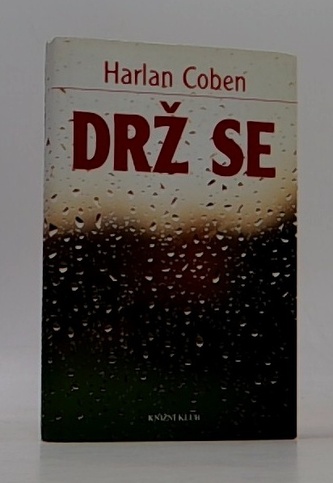 Harlan Coben
DRŽ SE
KNIŽNÍ KLUB